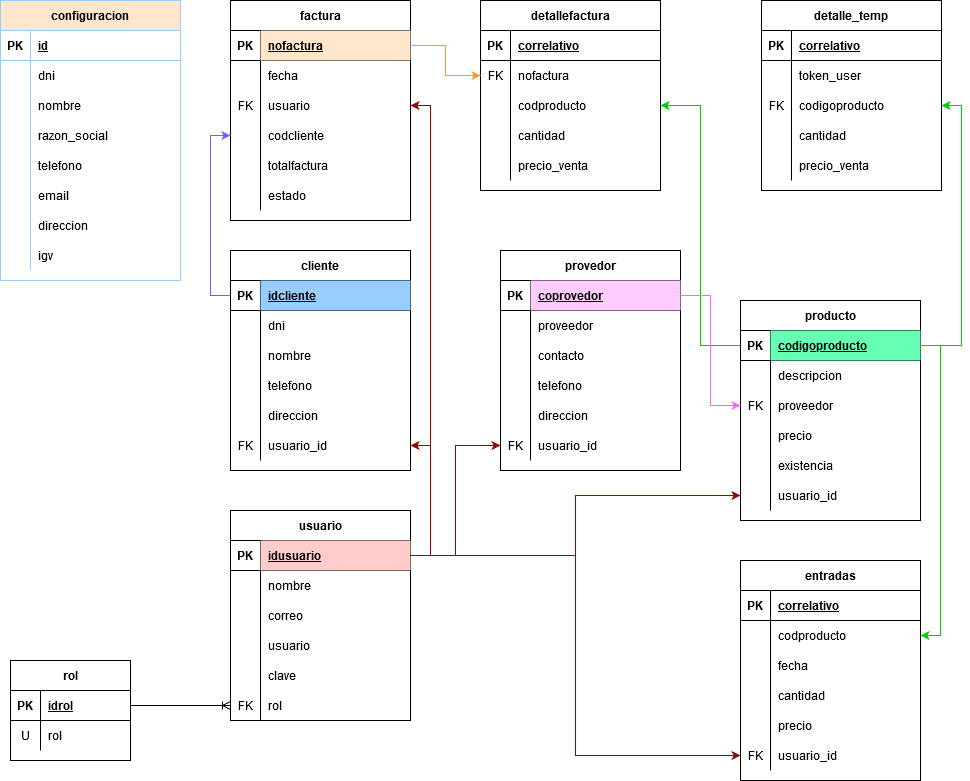 configuracion
PK id
dni
nombre
razon_social
telefono
email
direccion
igv
factura
PK nofactura
fecha
FK usuario
codcliente
totalfactura
estado
detallefactura
PK correlativo
FK nofactura
codproducto
cantidad
precio_venta
detalle_temp
PK correlativo
token_user
FK codigoproducto
cantidad
precio_venta
cliente
PK idcliente
dni
nombre
telefono
direccion
FK usuario_id
provedor
PK coprovedor
proveedor
contacto
telefono
direccion
FK usuario_id
producto
PK codigoproducto
descripcion
FK proveedor
precio
existencia
usuario_id
usuario
PK idusuario
nombre
correo
usuario
clave
FK rol
entradas
PK correlativo
codproducto
fecha
cantidad
precio
FK usuario_id
rol
PK idrol
U rol